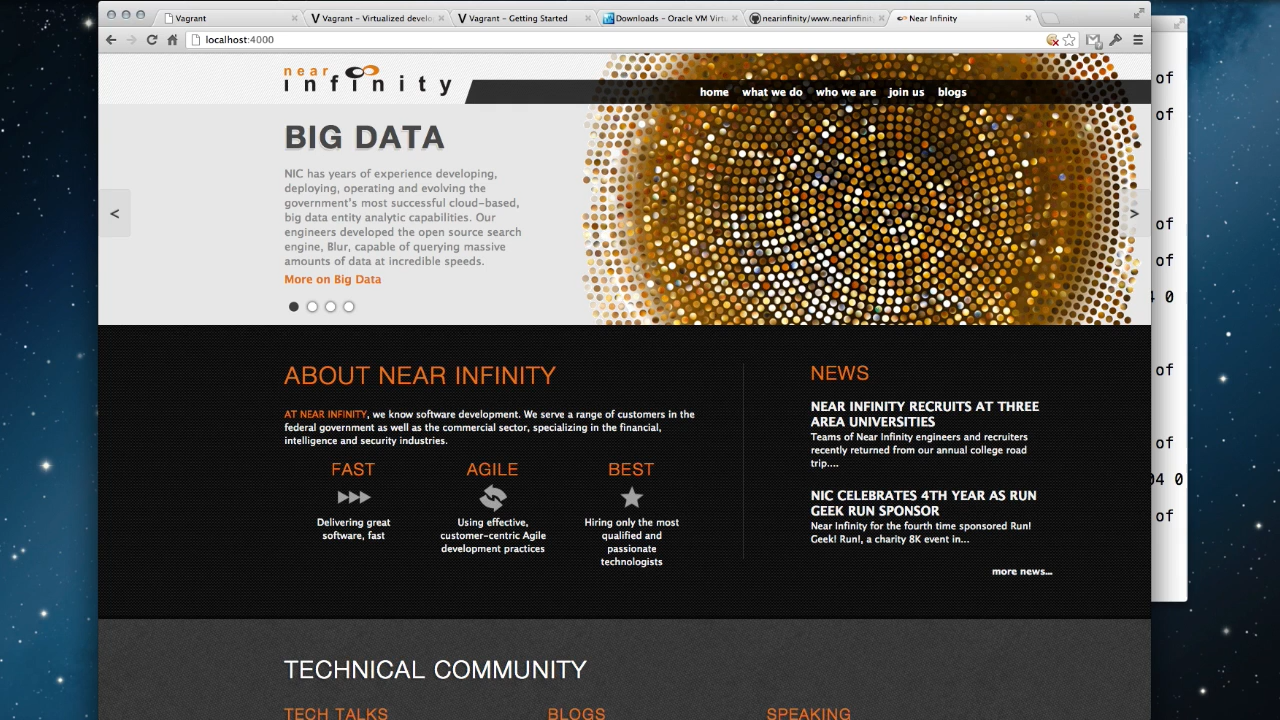 Vagrant
Vagrant - Virtualized develo
Vagrant - Getting Started
Downloads - Oracle VM Virtu
nearinfinity/www.nearinfinit
Near Infinity
localhost:4000
near
infinity
home
what we do
who we are
join us
blogs
BIG DATA
NIC has years of experience developing,
deploying, operating and evolving the
government's most successful cloud-based,
big data entity analytic capabilities. Our
engineers developed the open source search
engine, Blur, capable of querying massive
amounts of data at incredible speeds.
More on Big Data
<
>
of
of
of
of
4 0
of
of
04 0
of
ABOUT NEAR INFINITY
AT NEAR INFINITY, we know software development. We serve a range of customers in the
federal government as well as the commercial sector, specializing in the financial,
intelligence and security industries.
FAST
Delivering great
software, fast
AGILE
Using effective,
customer-centric Agile
development practices
BEST
Hiring only the most
qualified and
passionate
technologists
NEWS
NEAR INFINITY RECRUITS AT THREE
AREA UNIVERSITIES
Teams of Near Infinity engineers and recruiters
recently returned from our annual college road
trip....
NIC CELEBRATES 4TH YEAR AS RUN
GEEK RUN SPONSOR
Near Infinity for the fourth time sponsored Run!
Geek! Run!, a charity 8K event in...
more news...
TECHNICAL COMMUNITY
TECH TALKS
BLOGS
SPEAKING